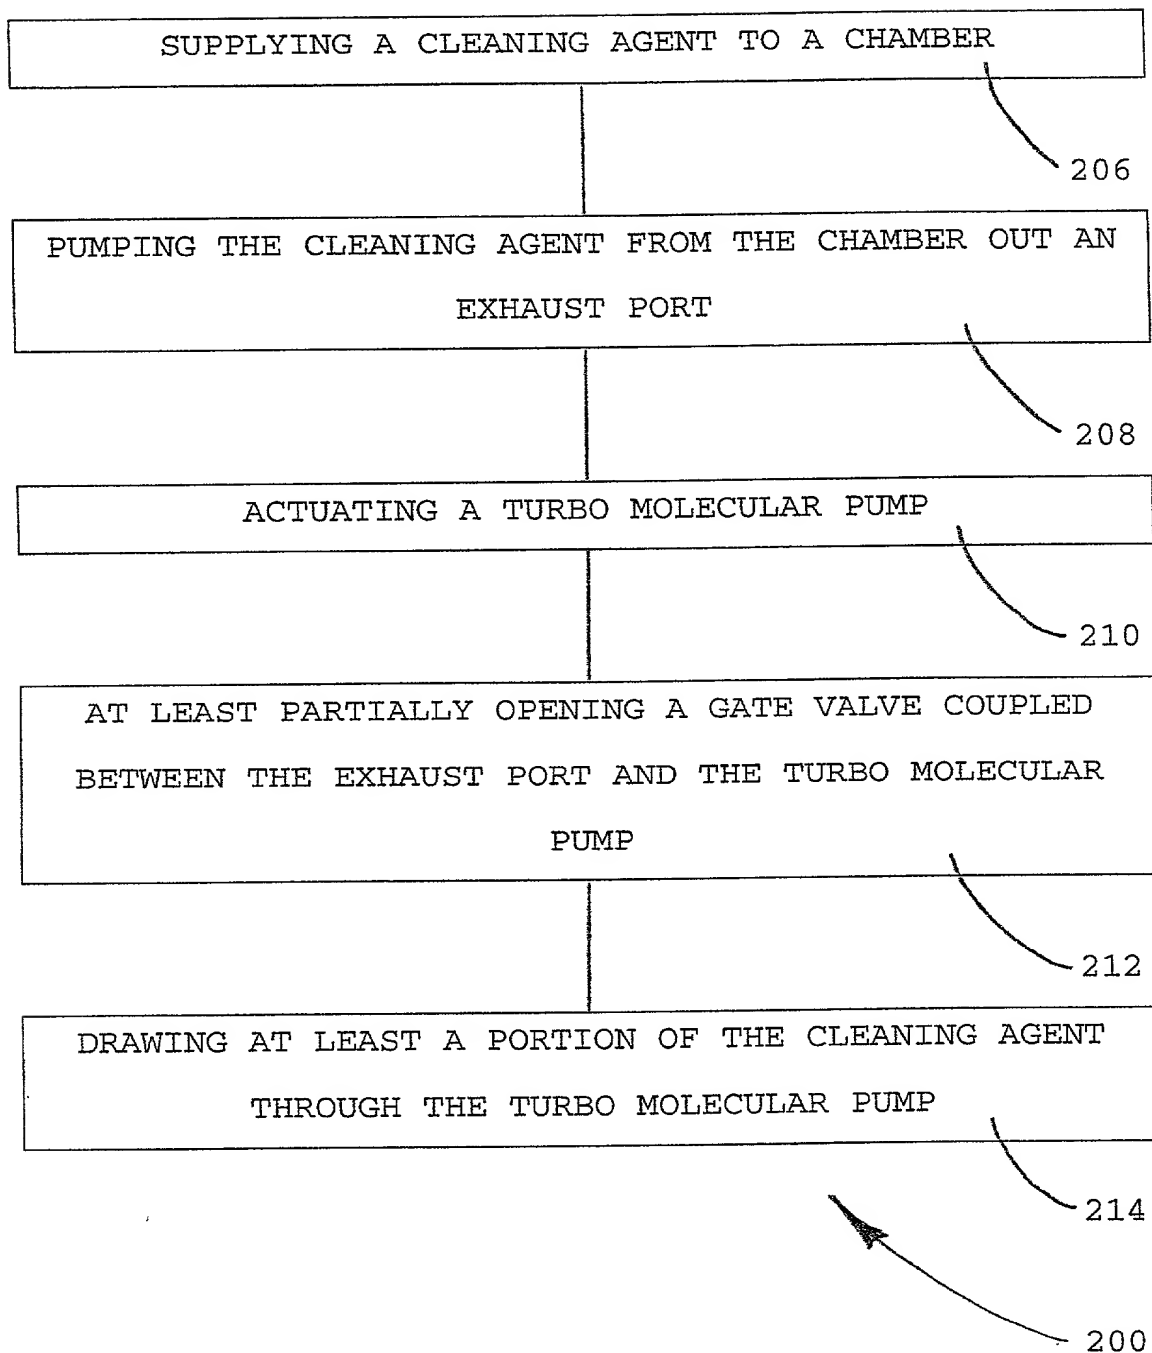 SUPPLYING A CLEANING AGENT TO A CHAMBER
206
PUMPING THE CLEANING AGENT FROM THE CHAMBER OUT AN
EXHAUST PORT
208
ACTUATING A TURBO MOLECULAR PUMP
210
AT LEAST PARTIALLY OPENING A GATE VALVE COUPLED
BETWEEN THE EXHAUST PORT AND THE TURBO MOLECULAR
PUMP
212
DRAWING AT LEAST A PORTION OF THE CLEANING AGENT
THROUGH THE TURBO MOLECULAR PUMP
214
200